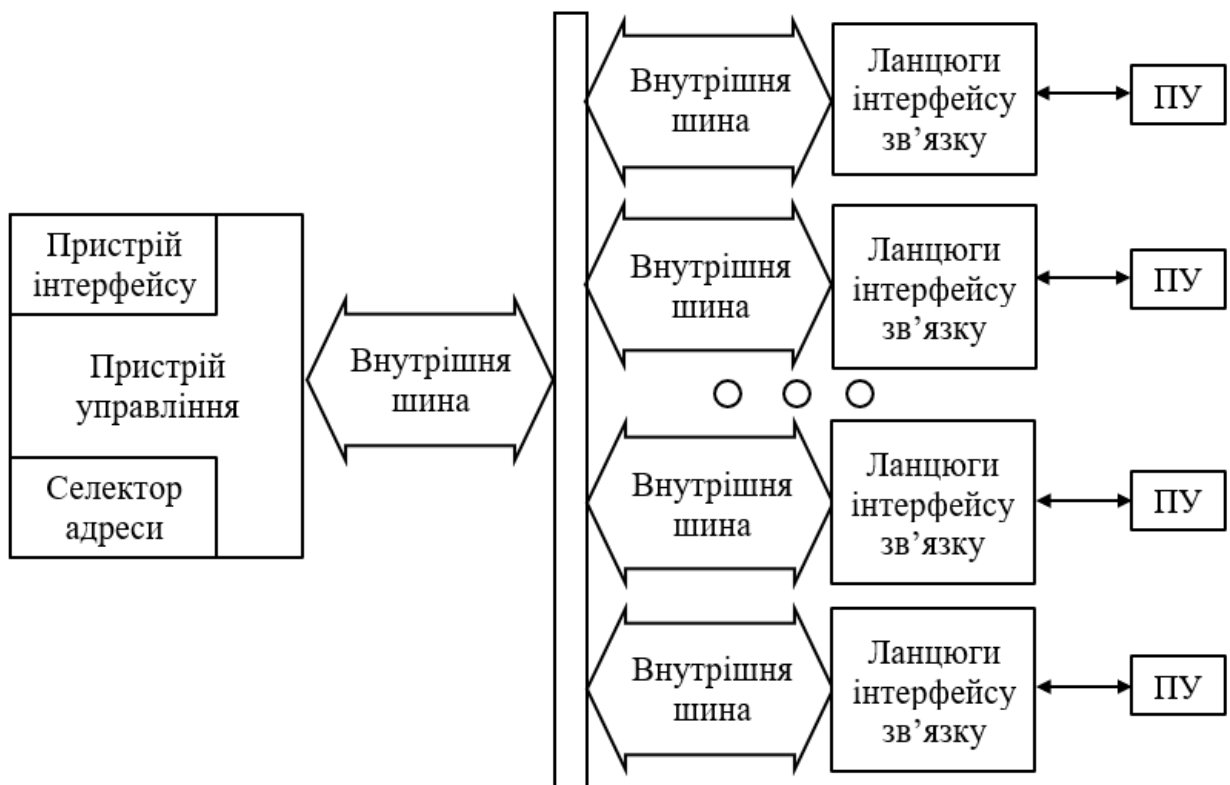 Пристрій
інтерфейсу
Пристрій
управління
Селектор
адреси
Внутрішня
шина
Внутрішня
шина
Ланцюги
інтерфейсу
зв’язку
ПУ
Внутрішня
шина
Ланцюги
інтерфейсу
зв’язку
ПУ
Внутрішня
шина
Ланцюги
інтерфейсу
зв’язку
ПУ
Внутрішня
шина
Ланцюги
інтерфейсу
зв’язку
ПУ